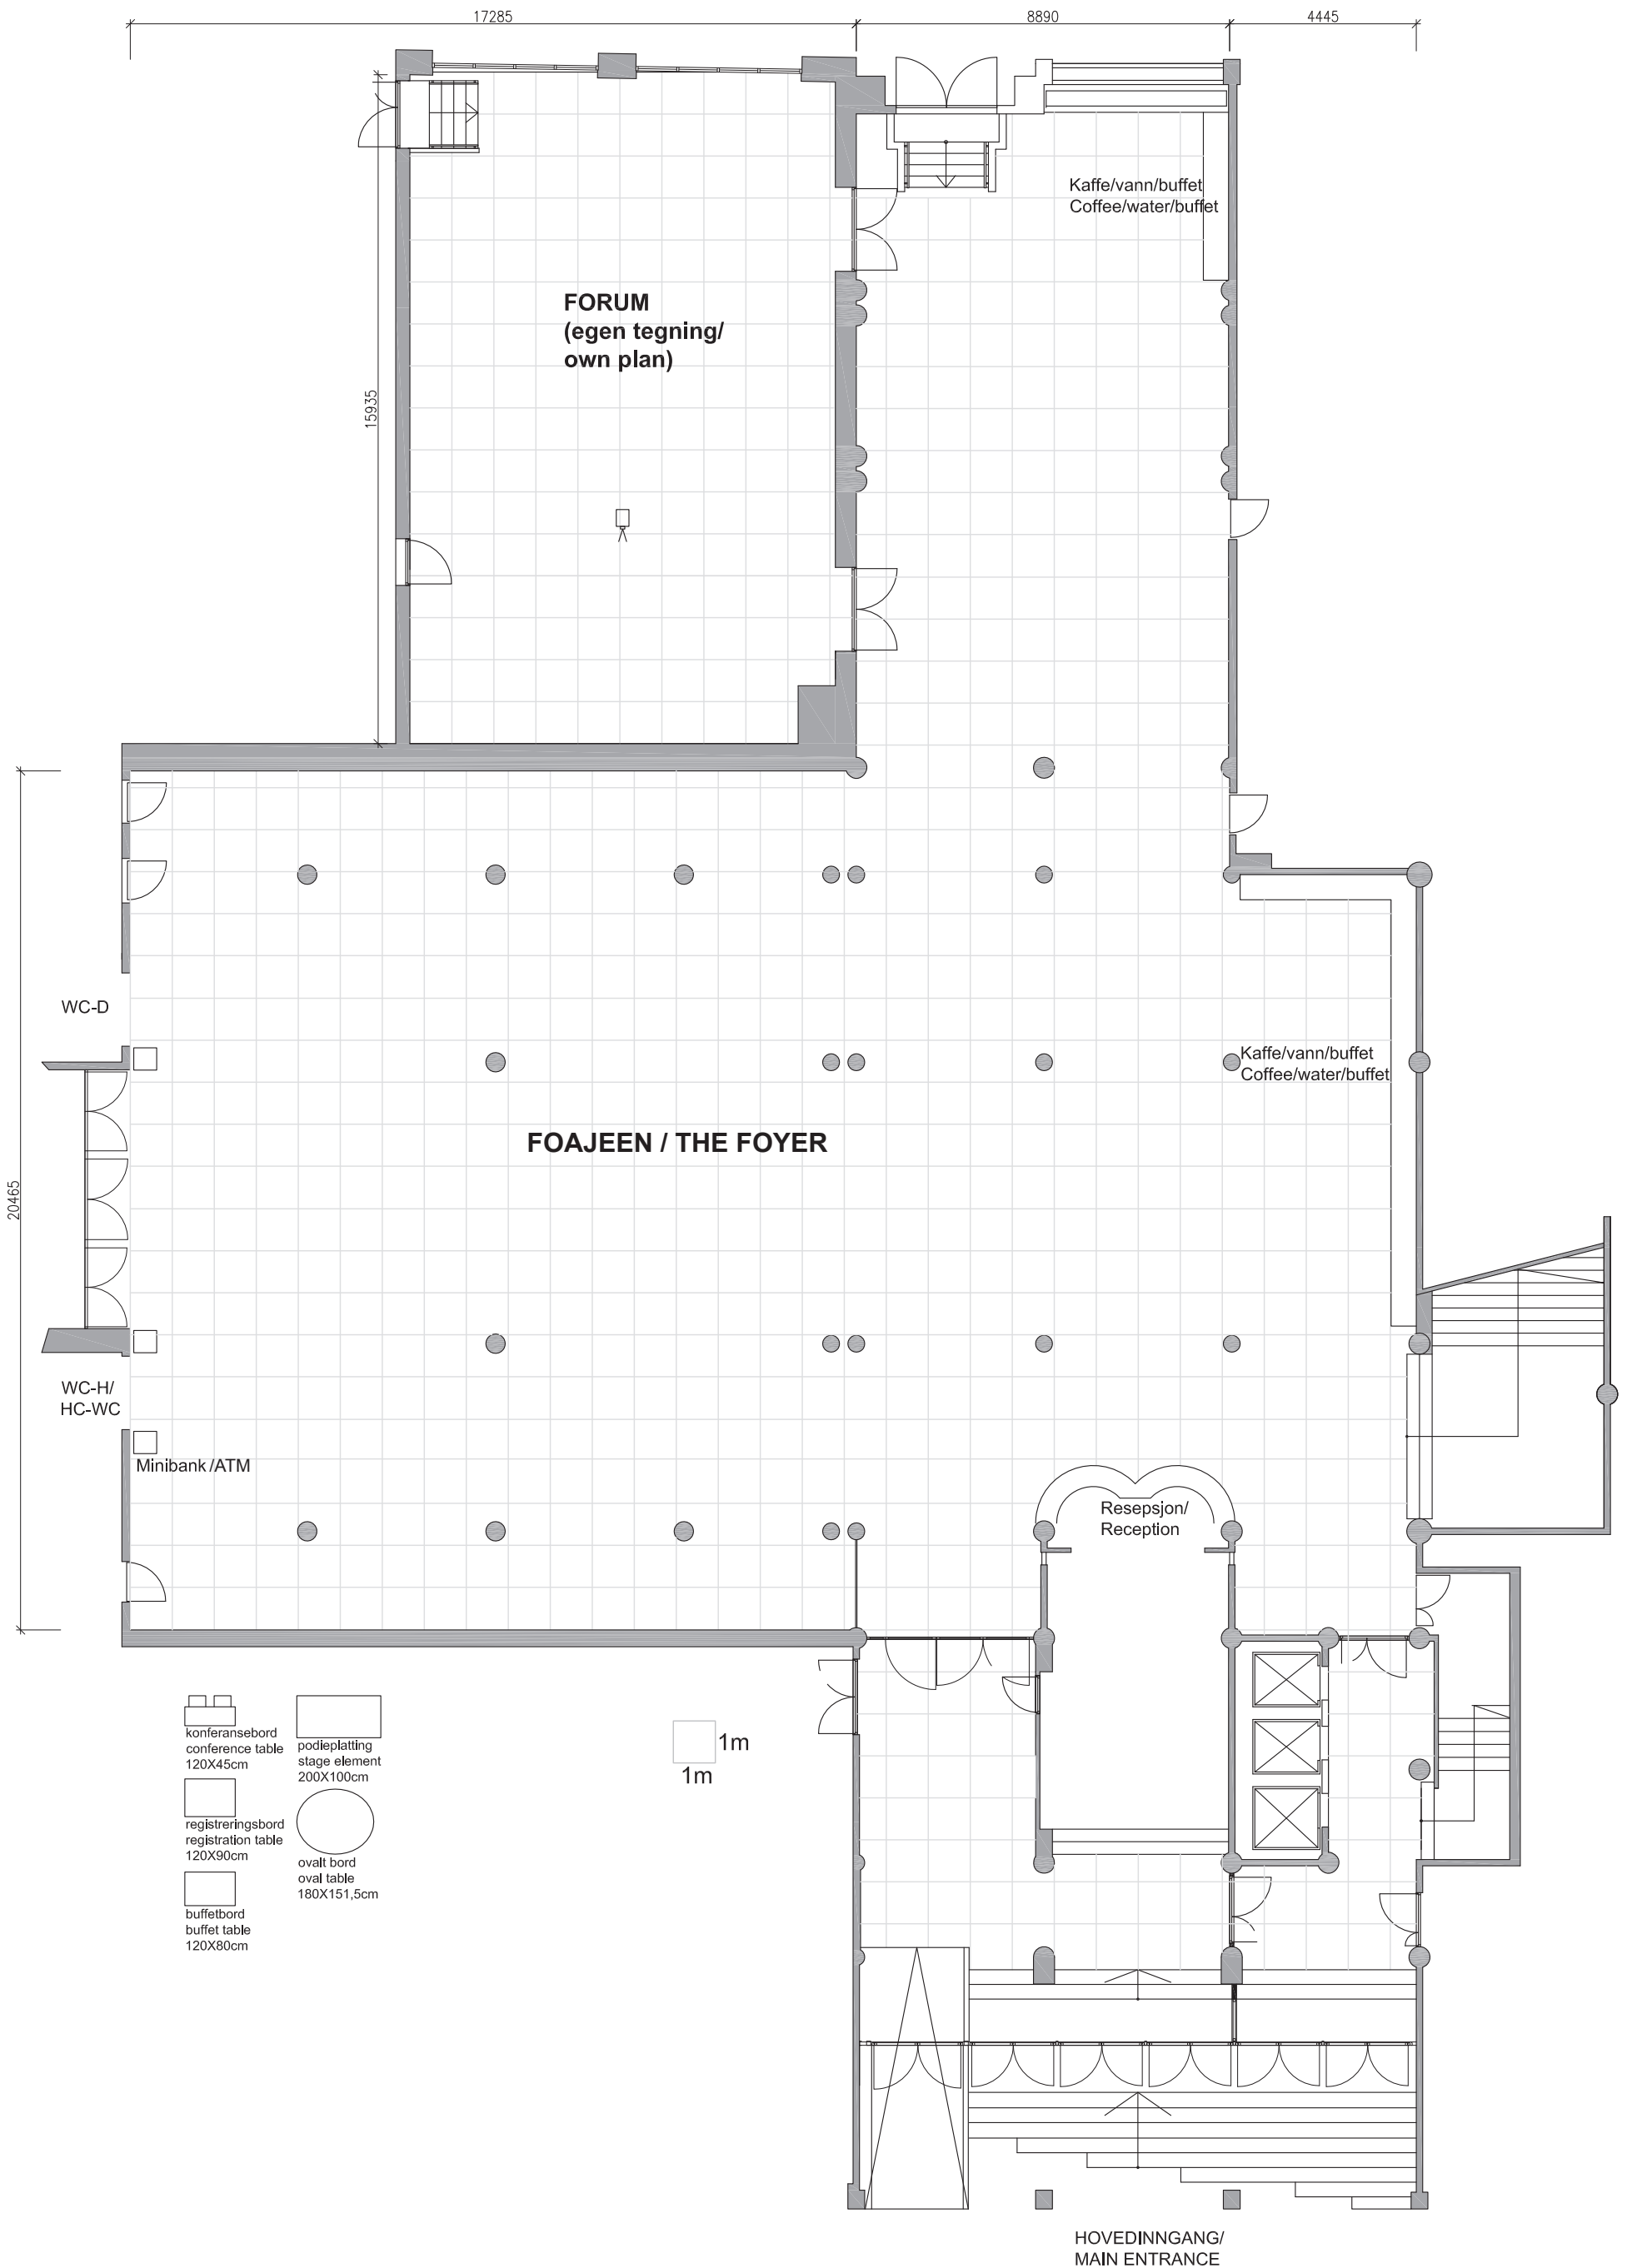 17285
8890
4445
Kaffe/vann/buffet
Coffee/water/buffet
FORUM
(egen tegning/
own plan)
15935
WC-D
Kaffe/vann/buffet
Coffee/water/buffet
FOAJEEN / THE FOYER
20465
WC-H/
HC-WC
Minibank/ATM
Resepsjon/
Reception
konferansebord
conference table
120X45cm
podieplatting
stage element
200X100cm
1m
1m
registreringsbord
registration table
120X90cm
ovalt bord
oval table
180X151,5cm
buffetbord
buffet table
120X80cm
HOVEDINNGANG/
MAIN ENTRANCE